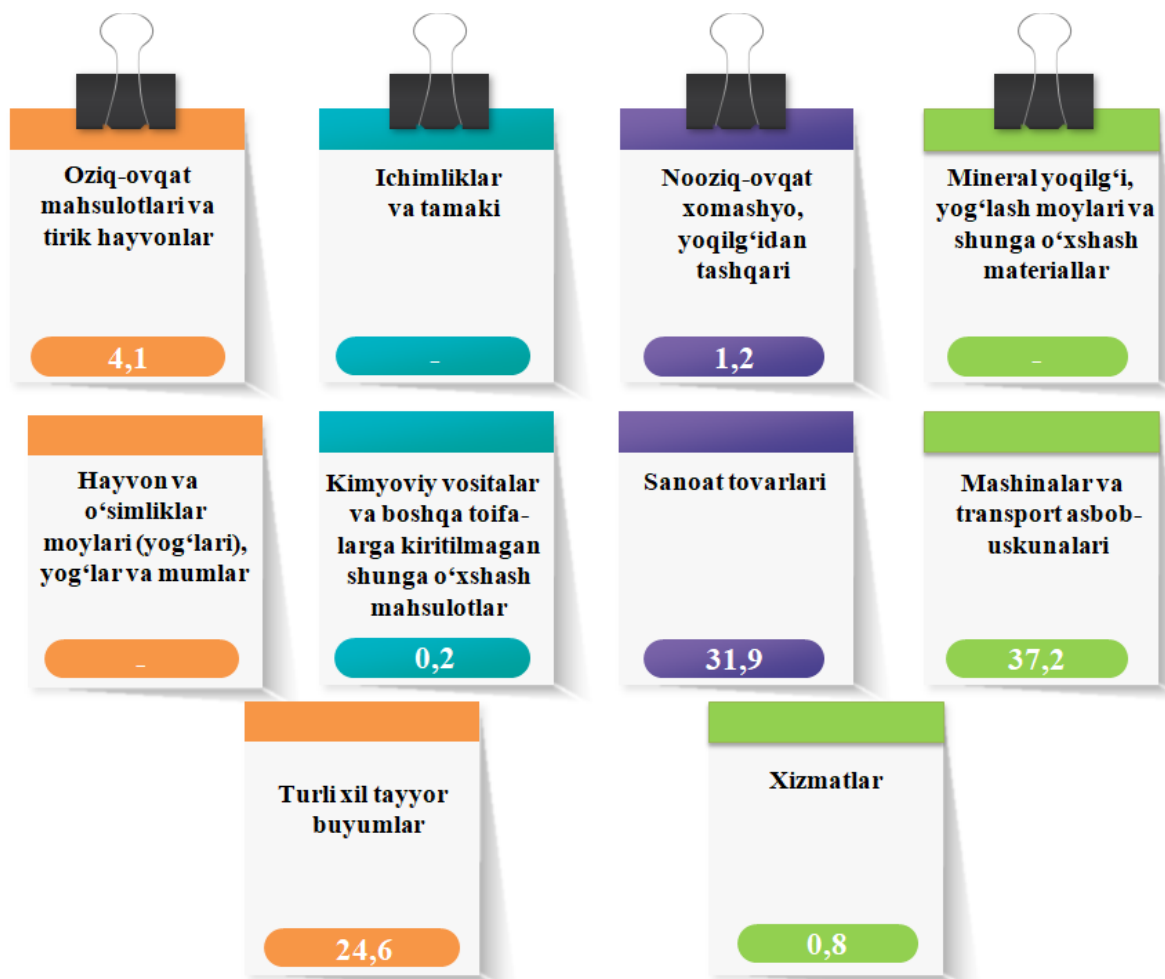 Oziq-ovqat
mahsulotlari va
tirik hayvonlar
4,1
Ichimliklar
va tamaki
–
Nooziq-ovqat
xomashyo,
yoqilg‘idan
tashqari
1,2
Mineral yoqilg‘i,
yog‘lash moylari va
shunga o‘xshash
materiallar
–
Hayvon va
o‘simliklar
moylari (yog‘lari),
yog‘lar va mumlar
–
Kimyoviy vositalar
va boshqa toifa-
larga kiritilmagan
shunga o‘xshash
mahsulotlar
0,2
Sanoat tovarlari
31,9
Mashinalar va
transport asbob-
uskunalari
37,2
Turli xil tayyor
buyumlar
24,6
Xizmatlar
0,8